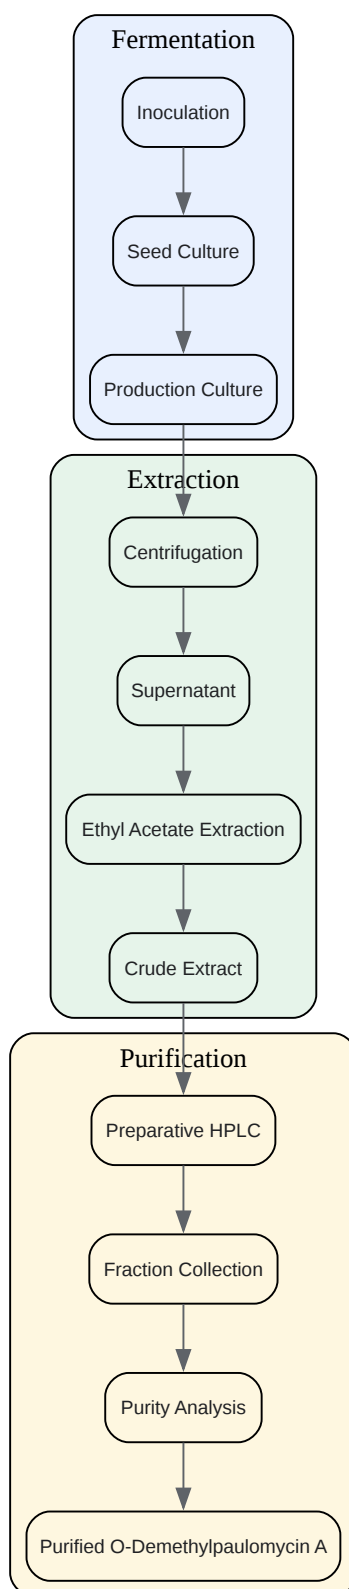 Fermentation
Inoculation
Seed Culture
Production Culture
Extraction
Centrifugation
Supernatant
Ethyl Acetate Extraction
Crude Extract
Purification
Preparative HPLC
Fraction Collection
Purity Analysis
Purified O-Demethylpaulomycin A